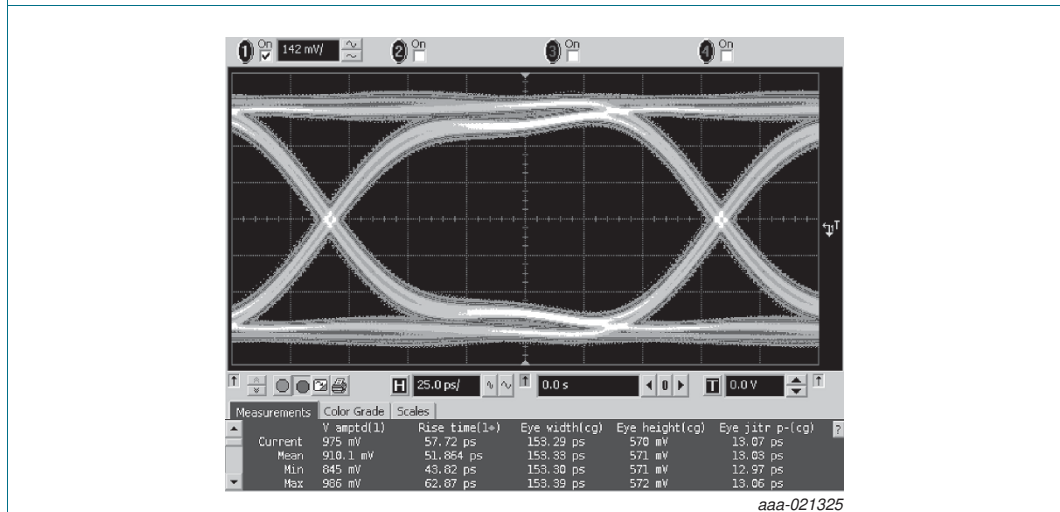 1 On 142 mV/ 2 On 3 On 4 On
T
H 25.0 ps/ 0.0 s 0 T 0.0 V
Measurements Color Grade Scales ?
V amptd(1) Rise time(1*) Eye width(cg) Eye height(cg) Eye jitr p-(cg)
Current 975 mV 57.72 ps 153.29 ps 570 mV 13.07 ps
Mean 910.1 mV 51.864 ps 153.33 ps 571 mV 13.03 ps
Min 845 mV 43.82 ps 153.30 ps 571 mV 12.97 ps
Max 986 mV 62.87 ps 153.39 ps 572 mV 13.06 ps
aaa-021325